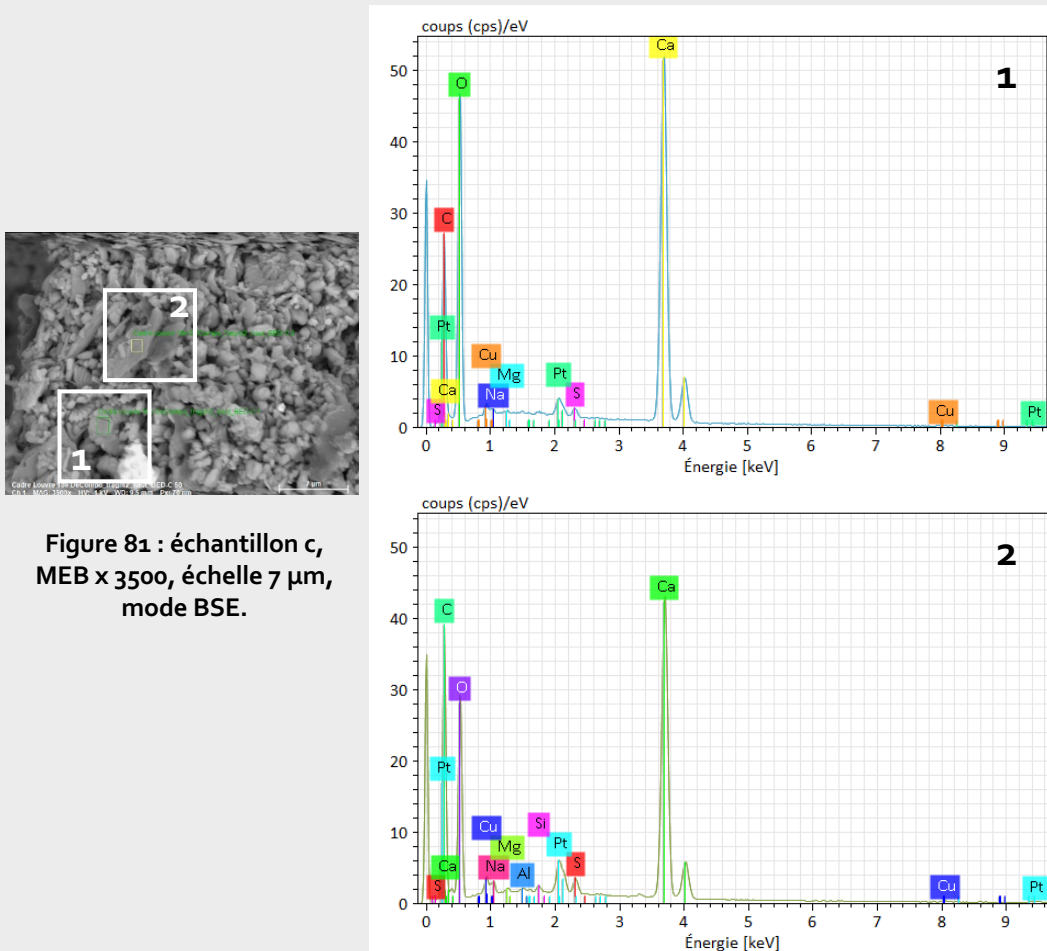 coups (cps)/eV
1
50
40
30
20
10
0
Ca
O
C
Pt
Ca
S
Cu
Mg
Na
Pt
S
Cu
Pt
0 1 2 3 4 5 6 7 8 9
Énergie [keV]
2
1
7 µm
Figure 81 : échantillon c,
MEB x 3500, échelle 7 µm,
mode BSE.
coups (cps)/eV
2
50
40
30
20
10
0
C
Ca
O
Pt
Ca
S
Cu
Si
Mg
Pt
Na
Al
S
Cu
Pt
0 1 2 3 4 5 6 7 8 9
Énergie [keV]